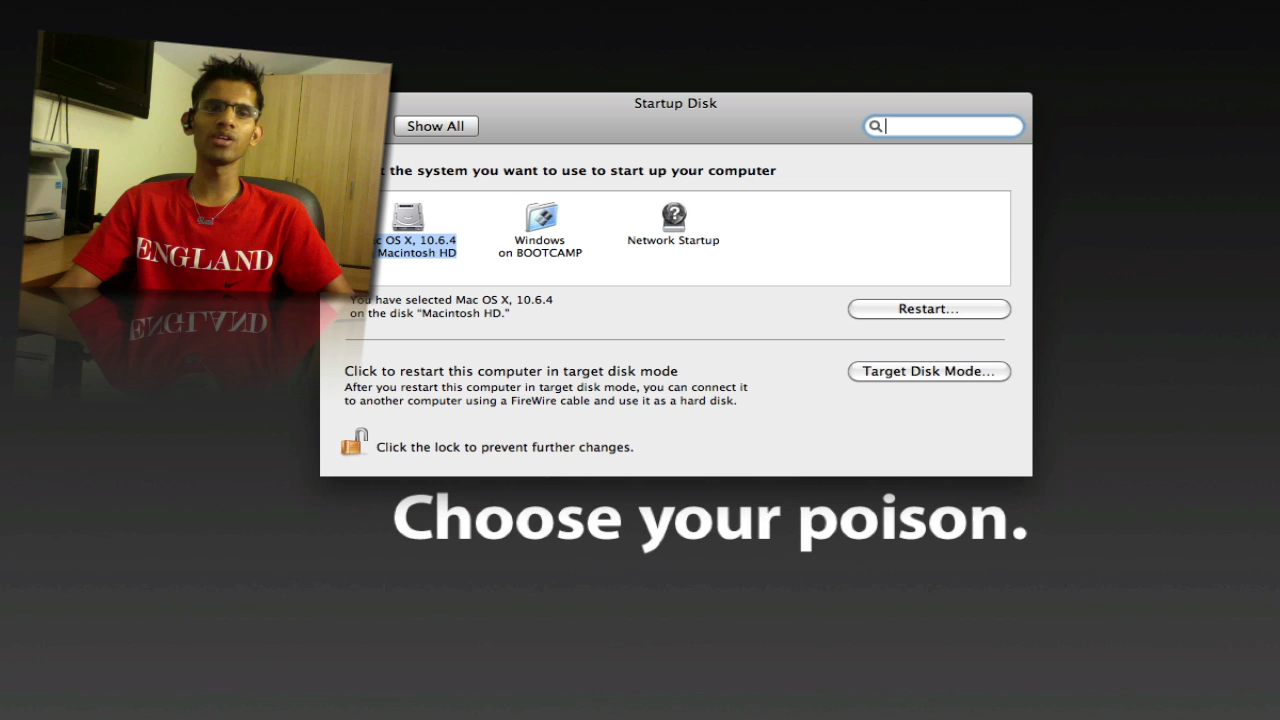 Startup Disk
Show All
the system you want to use to start up your computer
OS X, 10.6.4
Macintosh HD
Windows
on BOOTCAMP
Network Startup
You have selected Mac OS X, 10.6.4
on the disk “Macintosh HD.”
Restart...
Click to restart this computer in target disk mode
After you restart this computer in target disk mode, you can connect it
to another computer using a FireWire cable and use it as a hard disk.
Target Disk Mode...
Click the lock to prevent further changes.
ENGLAND
Choose your poison.